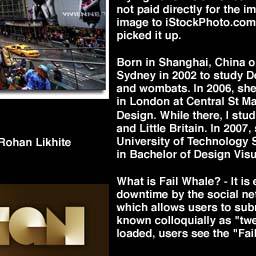 VIVIENNE
Rohan Likhite
not paid directly for the im
image to iStockPhoto.com
picked it up.
Born in Shanghai, China o
Sydney in 2002 to study De
and wombats. In 2006, she
in London at Central St Ma
Design. While there, I stud
and Little Britain. In 2007,
University of Technology S
in Bachelor of Design Visu
What is Fail Whale? - It is e
downtime by the social net
which allows users to subm
known colloquially as "twe
loaded, users see the "Fail